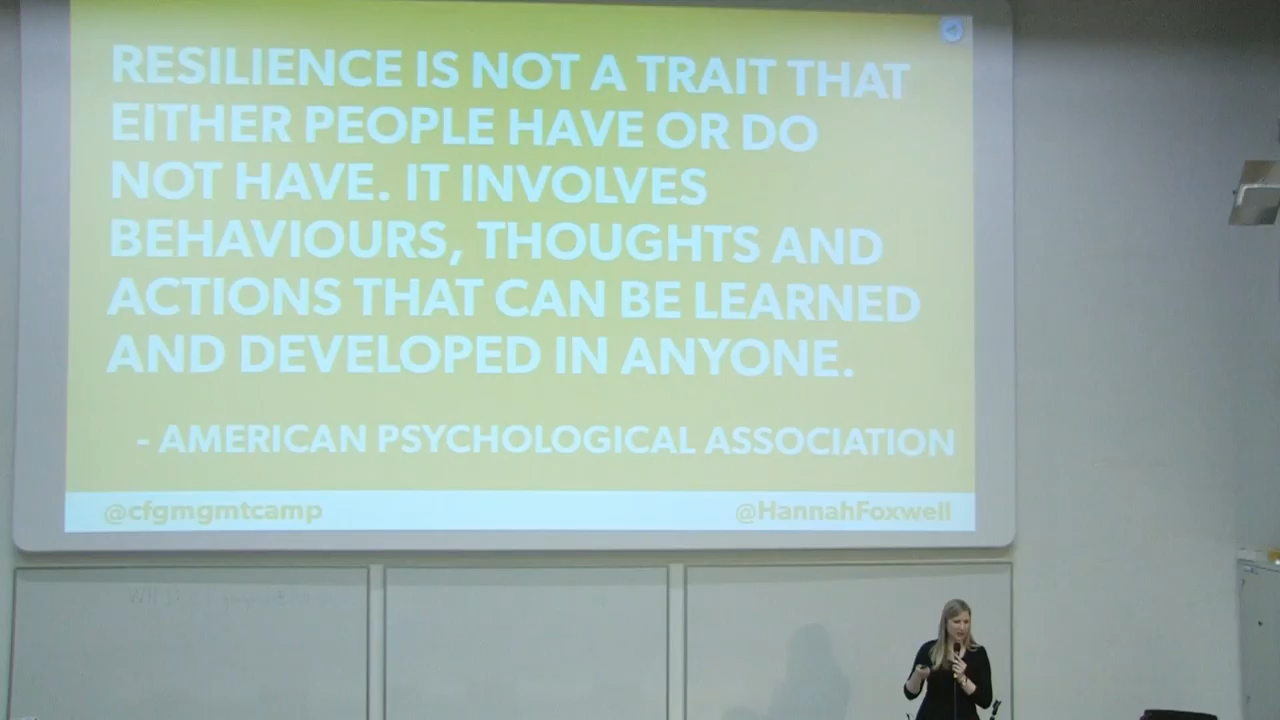 RESILIENCE IS NOT A TRAIT THAT
EITHER PEOPLE HAVE OR DO
NOT HAVE. IT INVOLVES
BEHAVIOURS, THOUGHTS AND
ACTIONS THAT CAN BE LEARNED
AND DEVELOPED IN ANYONE.
- AMERICAN PSYCHOLOGICAL ASSOCIATION
@cfgmgmtcamp
@HannahFoxwell